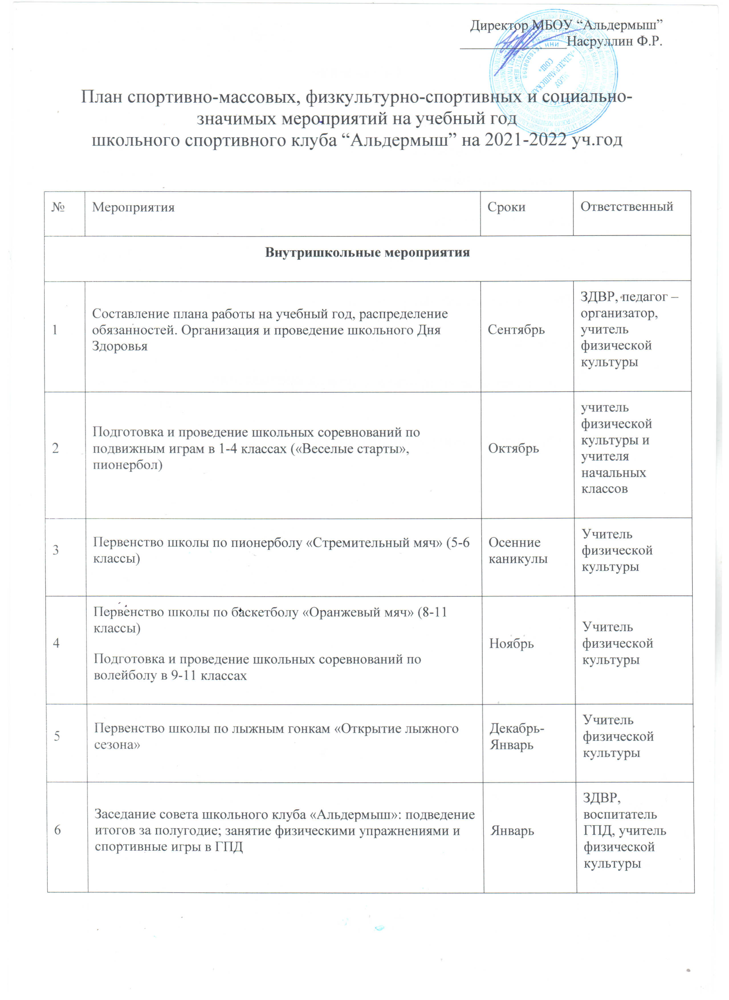 Директор МБОУ “Альдермыш”
Насруллин Ф.Р.
ИНН
МБОУ
«АЛЬДЕРМЫШСКАЯ
СОШ»
План спортивно-массовых, физкультурно-спортивных и социально-
значимых мероприятий на учебный год
школьного спортивного клуба “Альдермыш” на 2021-2022 уч.год
№
Мероприятия
Сроки
Ответственный
Внутришкольные мероприятия
1
Составление плана работы на учебный год, распределение
обязанностей. Организация и проведение школьного Дня
Здоровья
Сентябрь
ЗДВР, педагог –
организатор,
учитель
физической
культуры
2
Подготовка и проведение школьных соревнований по
подвижным играм в 1-4 классах («Веселые старты»,
пионербол)
Октябрь
учитель
физической
культуры и
учителя
начальных
классов
3
Первенство школы по пионерболу «Стремительный мяч» (5-6
классы)
Осенние
каникулы
Учитель
физической
культуры
4
Первенство школы по баскетболу «Оранжевый мяч» (8-11
классы)
Подготовка и проведение школьных соревнований по
волейболу в 9-11 классах
Ноябрь
Учитель
физической
культуры
5
Первенство школы по лыжным гонкам «Открытие лыжного
сезона»
Декабрь-
Январь
Учитель
физической
культуры
6
Заседание совета школьного клуба «Альдермыш»: подведение
итогов за полугодие; занятие физическими упражнениями и
спортивные игры в ГПД
Январь
ЗДВР,
воспитатель
ГПД, учитель
физической
культуры